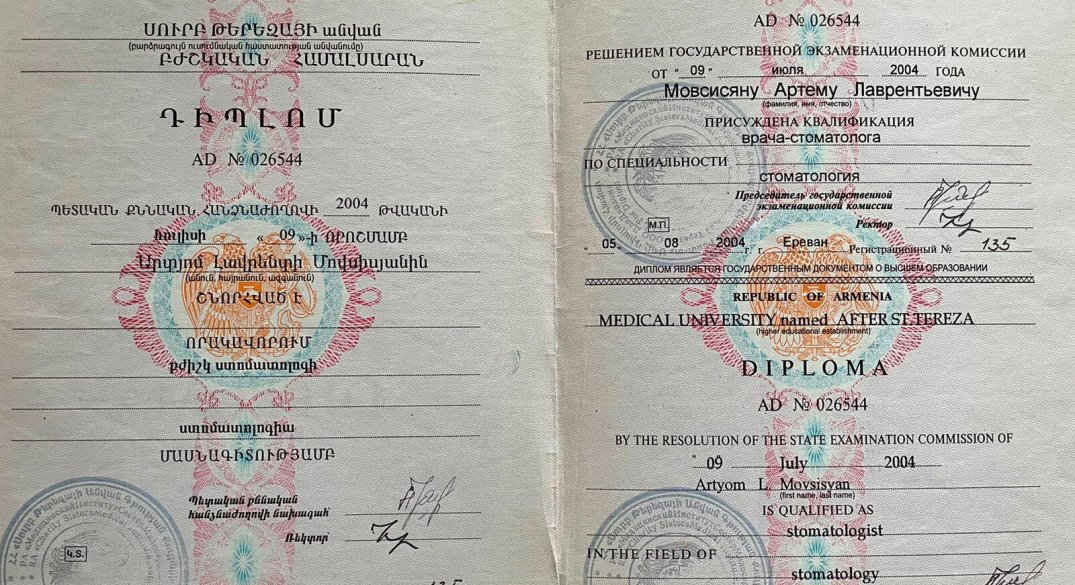 ՍՈՒՐԲ ԹԵՐԵԶԱՅԻ անվան
(բարձրագույն ուսումնական հաստատության անվանումը)
ԲԺՇԿԱԿԱՆ ՀԱՄԱԼՍԱՐԱՆ
ԴԻՊԼՈՄ
AD № 026544
ՊԵՏԱԿԱՆ ՔՆՆԱԿԱՆ ՀԱՆՁՆԱԺՈՂՈՎԻ 2004 ԹՎԱԿԱՆԻ
հուլիսի « 09 »-ի ՈՐՈՇՄԱՄԲ
Արտյոմ Լավրենտի Մովսիսյանին
(անուն, հայրանուն, ազգանուն)
ՇՆՈՐՀՎԱԾ Է
ՈՐԱԿԱՎՈՐՈՒՄ
բժիշկ ստոմատոլոգի
ստոմատոլոգիա
ՄԱՍՆԱԳԻՏՈՒԹՅԱՄԲ
Պետական քննական
հանձնաժողովի նախագահ
Ռեկտոր
Կ.Տ.
AD № 026544
РЕШЕНИЕМ ГОСУДАРСТВЕННОЙ ЭКЗАМЕНАЦИОННОЙ КОМИССИИ
ОТ " 09 " июля 2004 ГОДА
Мовсисяну Артему Лаврентьевичу
(фамилия, имя, отчество)
ПРИСУЖДЕНА КВАЛИФИКАЦИЯ
врача-стоматолога
ПО СПЕЦИАЛЬНОСТИ
стоматология
Председатель государственной
экзаменационной комиссии
Ректор
М.П.
" 05 " 08 2004 г. г. Ереван Регистрационный № 135
ДИПЛОМ ЯВЛЯЕТСЯ ГОСУДАРСТВЕННЫМ ДОКУМЕНТОМ О ВЫСШЕМ ОБРАЗОВАНИИ
REPUBLIC OF ARMENIA
MEDICAL UNIVERSITY named AFTER ST.TEREZA
(higher educational establishment)
DIPLOMA
AD № 026544
BY THE RESOLUTION OF THE STATE EXAMINATION COMMISSION OF
" 09 July 2004
Artyom L. Movsisyan
(first name, last name)
IS QUALIFIED AS
stomatologist
IN THE FIELD OF
stomatology